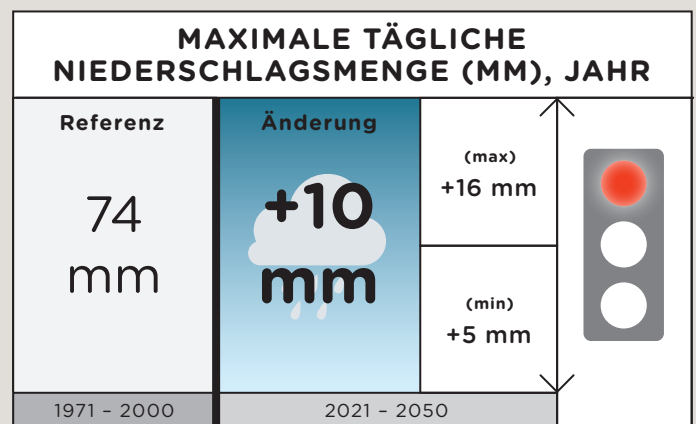 MAXIMALE TÄGLICHE
NIEDERSCHLAGSMENGE (MM), JAHR
Referenz
74
mm
Änderung
+10
mm
(max)
+16 mm
(min)
+5 mm
1971 – 2000
2021 – 2050